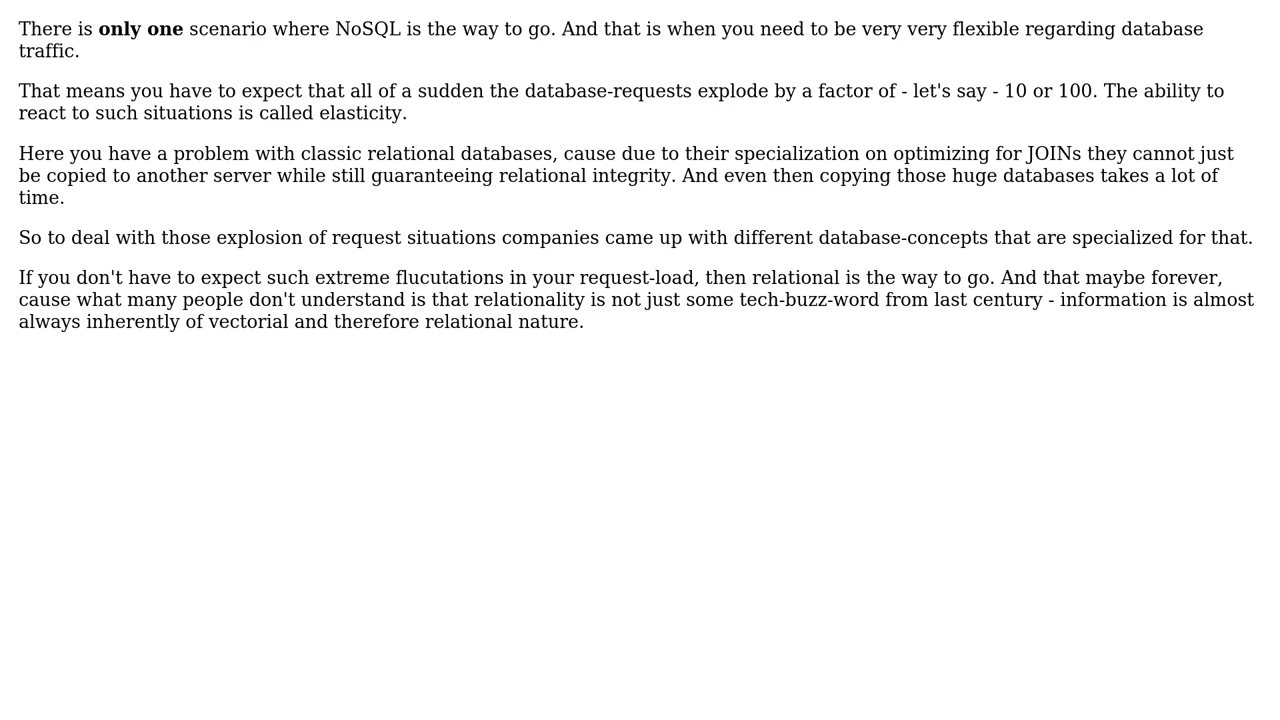 There is only one scenario where NoSQL is the way to go. And that is when you need to be very very flexible regarding database
traffic.
That means you have to expect that all of a sudden the database-requests explode by a factor of - let's say - 10 or 100. The ability to
react to such situations is called elasticity.
Here you have a problem with classic relational databases, cause due to their specialization on optimizing for JOINs they cannot just
be copied to another server while still guaranteeing relational integrity. And even then copying those huge databases takes a lot of
time.
So to deal with those explosion of request situations companies came up with different database-concepts that are specialized for that.
If you don't have to expect such extreme flucutations in your request-load, then relational is the way to go. And that maybe forever,
cause what many people don't understand is that relationality is not just some tech-buzz-word from last century - information is almost
always inherently of vectorial and therefore relational nature.